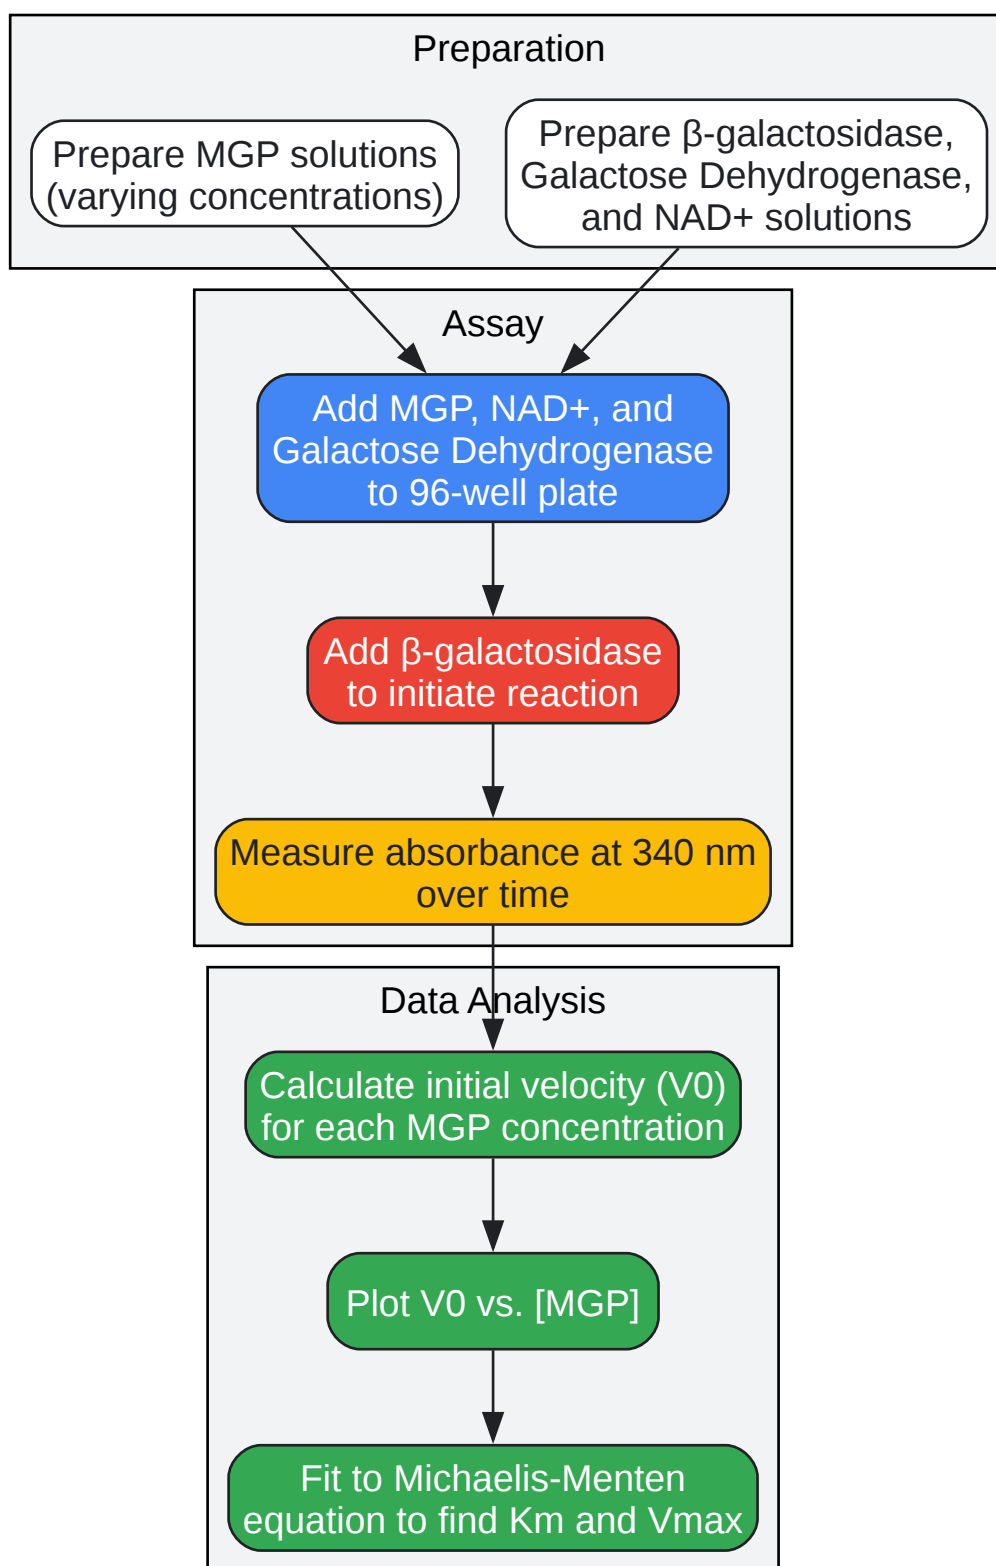 Preparation
Prepare MGP solutions
(varying concentrations)
Prepare β-galactosidase,
Galactose Dehydrogenase,
and NAD+ solutions
Assay
Add MGP, NAD+, and
Galactose Dehydrogenase
to 96-well plate
Add β-galactosidase
to initiate reaction
Measure absorbance at 340 nm
over time
Data Analysis
Calculate initial velocity (V0)
for each MGP concentration
Plot V0 vs. [MGP]
Fit to Michaelis-Menten
equation to find Km and Vmax